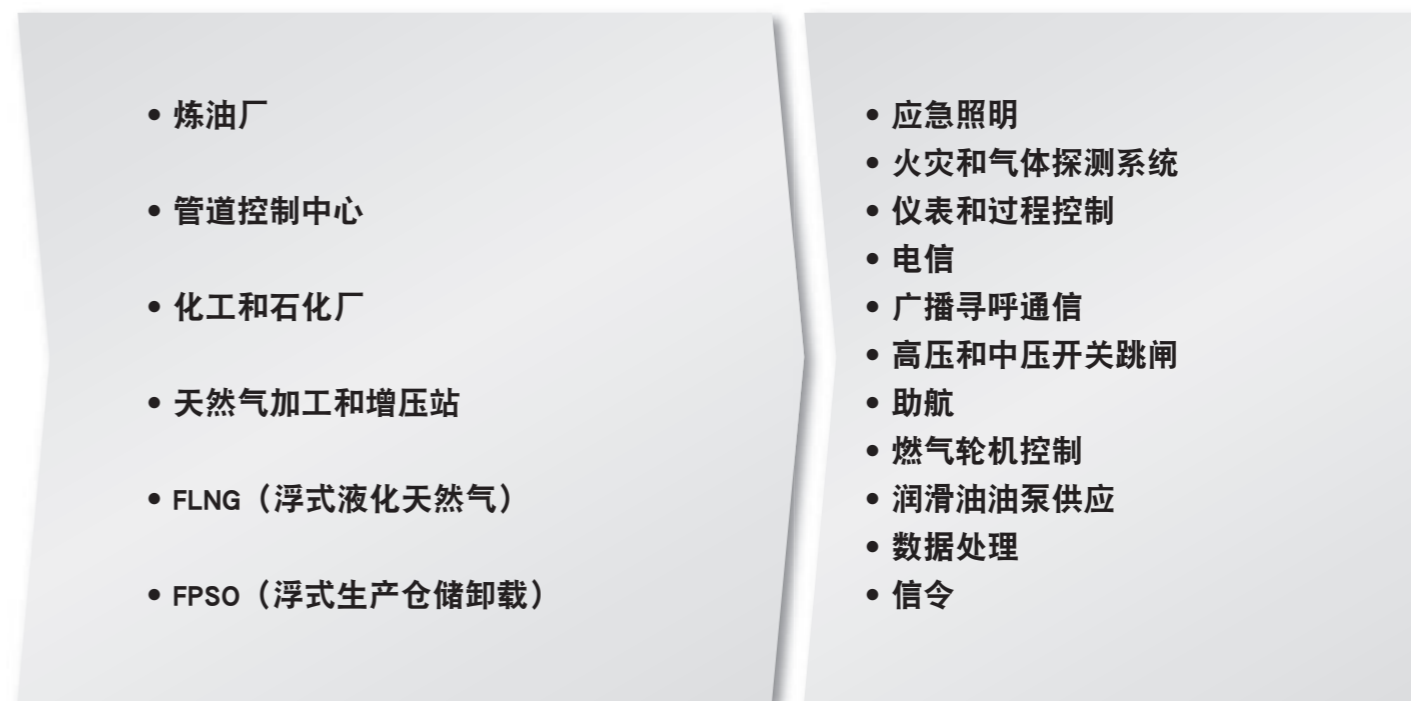 • 炼油厂
• 管道控制中心
• 化工和石化厂
• 天然气加工和增压站
• FLNG（浮式液化天然气）
• FPSO（浮式生产仓储卸载）
• 应急照明
• 火灾和气体探测系统
• 仪表和过程控制
• 电信
• 广播寻呼通信
• 高压和中压开关跳闸
• 助航
• 燃气轮机控制
• 润滑油油泵供应
• 数据处理
• 信令